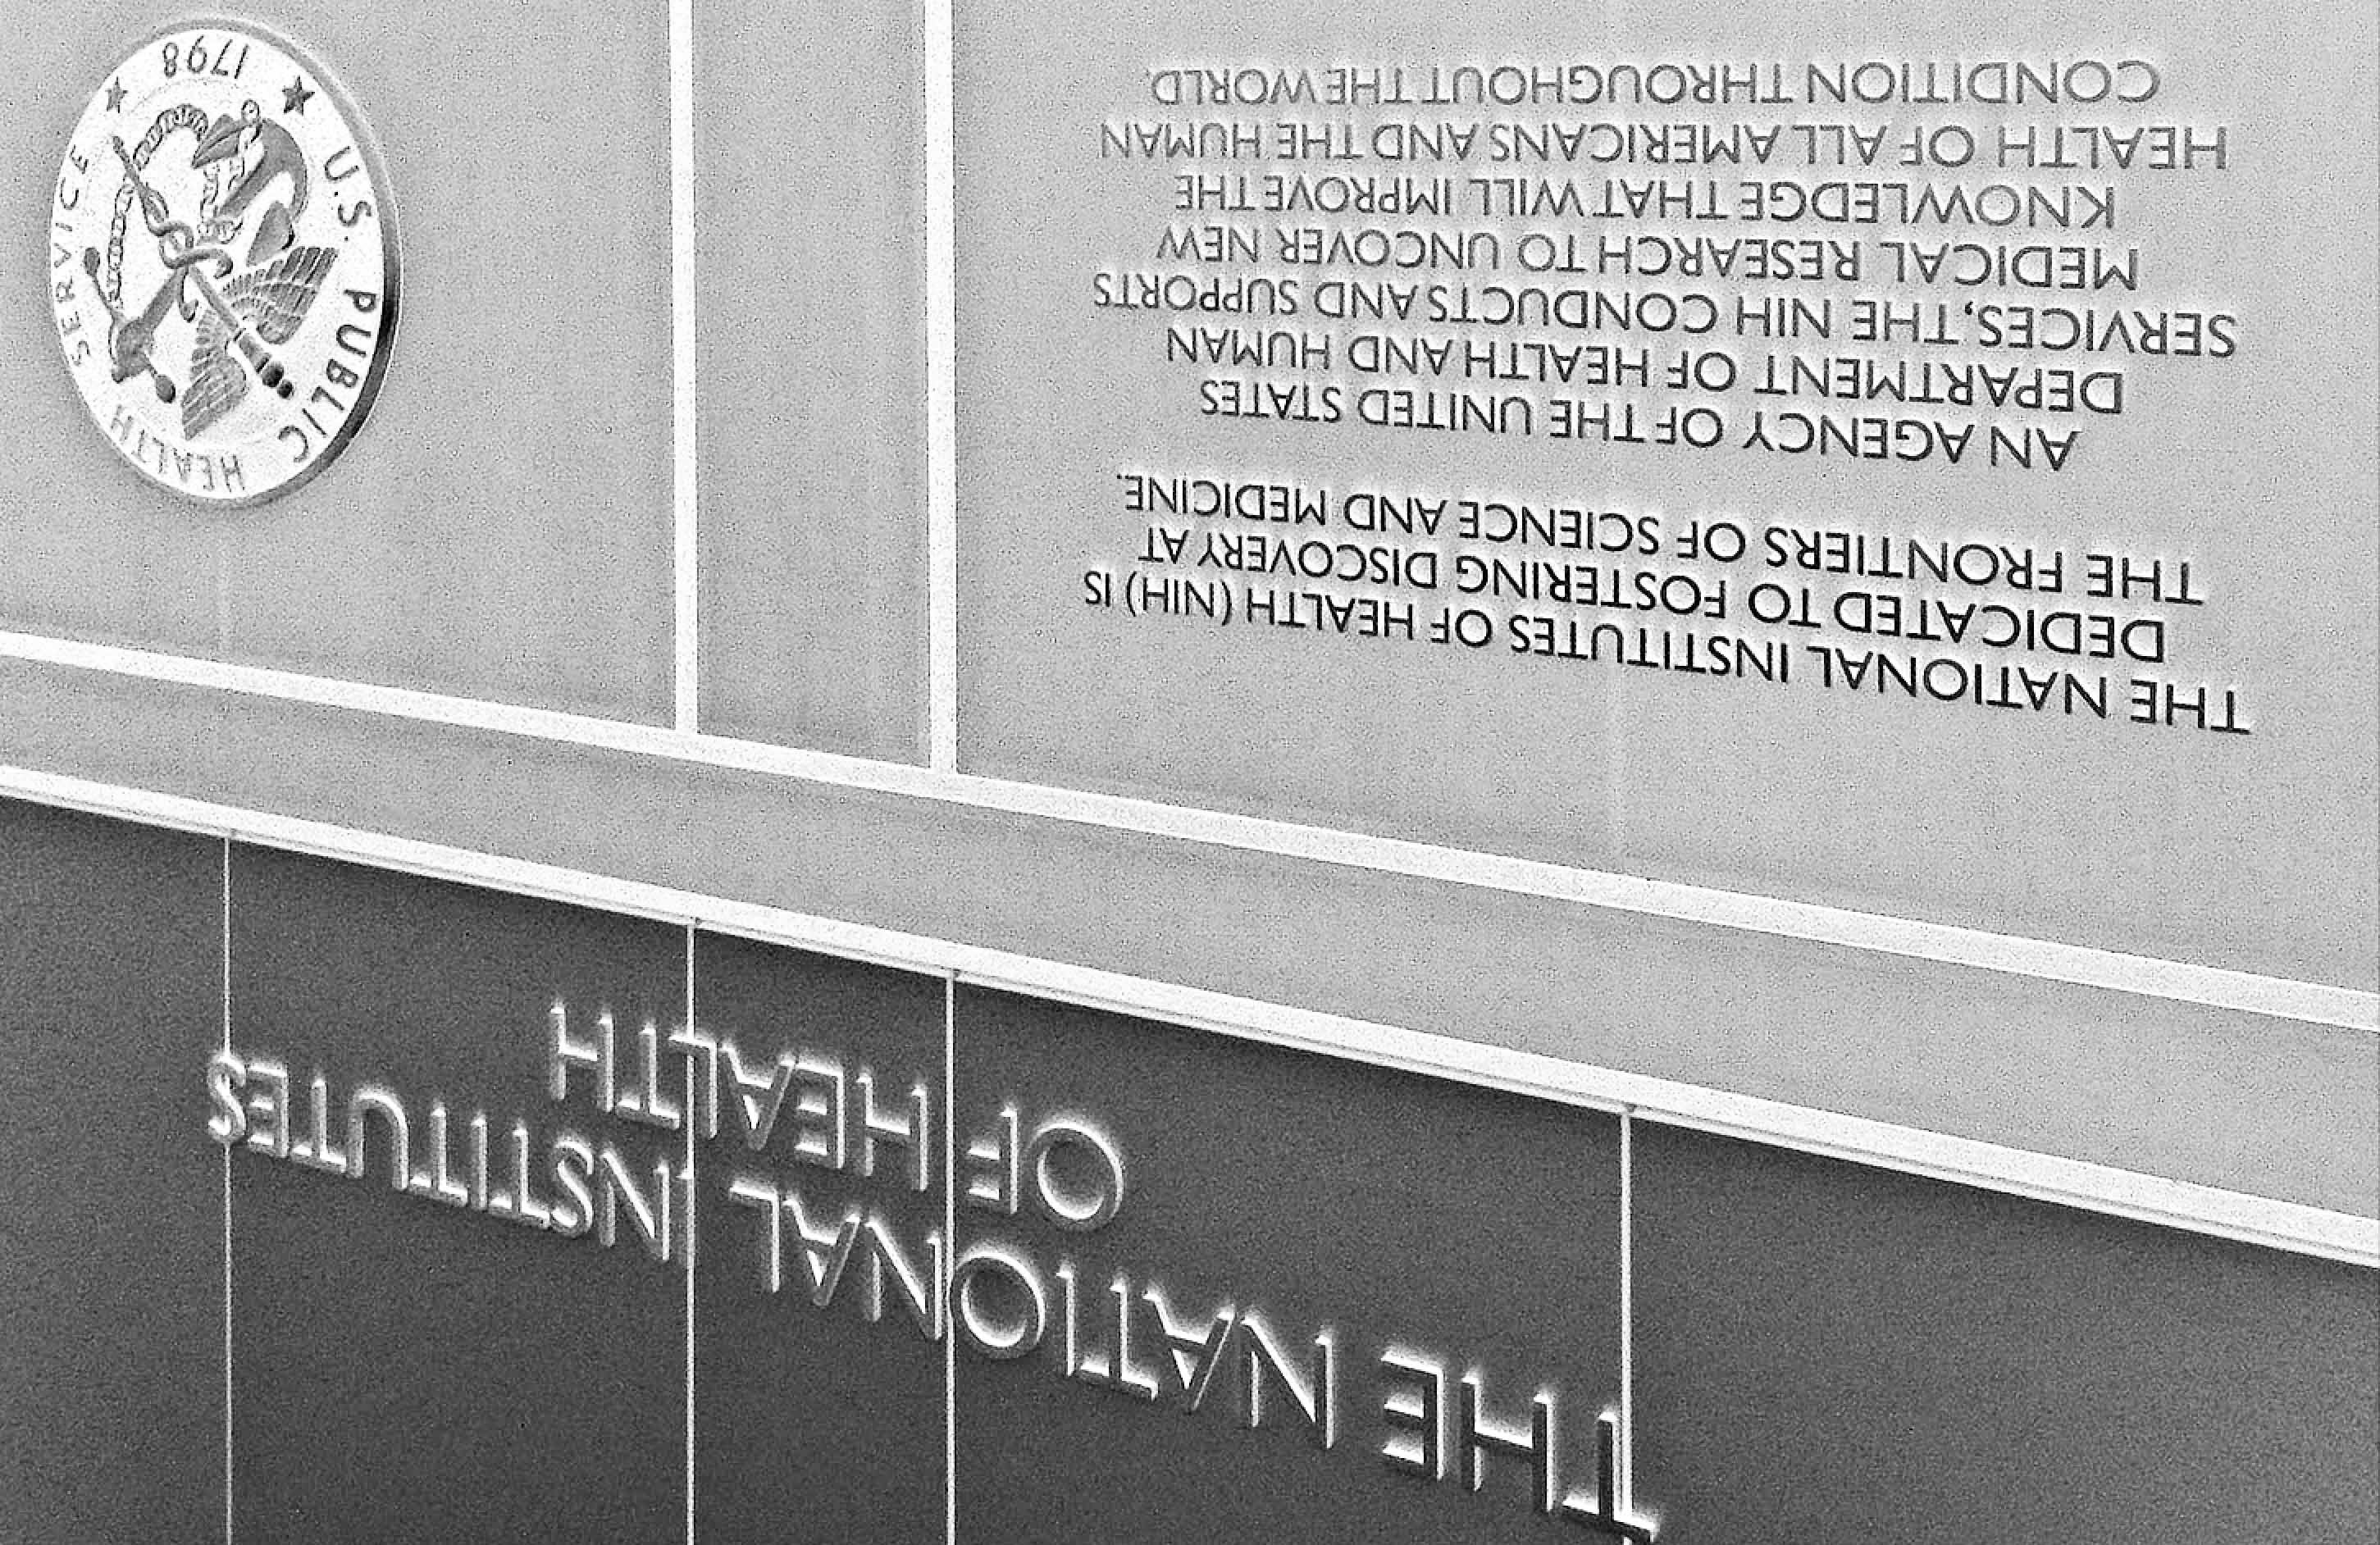 THE NATIONAL INSTITUTES
OF HEALTH
THE NATIONAL INSTITUTES OF HEALTH (NIH) IS
DEDICATED TO FOSTERING DISCOVERY AT
THE FRONTIERS OF SCIENCE AND MEDICINE.
AN AGENCY OF THE UNITED STATES
DEPARTMENT OF HEALTH AND HUMAN
SERVICES, THE NIH CONDUCTS AND SUPPORTS
MEDICAL RESEARCH TO UNCOVER NEW
KNOWLEDGE THAT WILL IMPROVE THE
HEALTH OF ALL AMERICANS AND THE HUMAN
CONDITION THROUGHOUT THE WORLD.
U.S. PUBLIC HEALTH SERVICE
1798